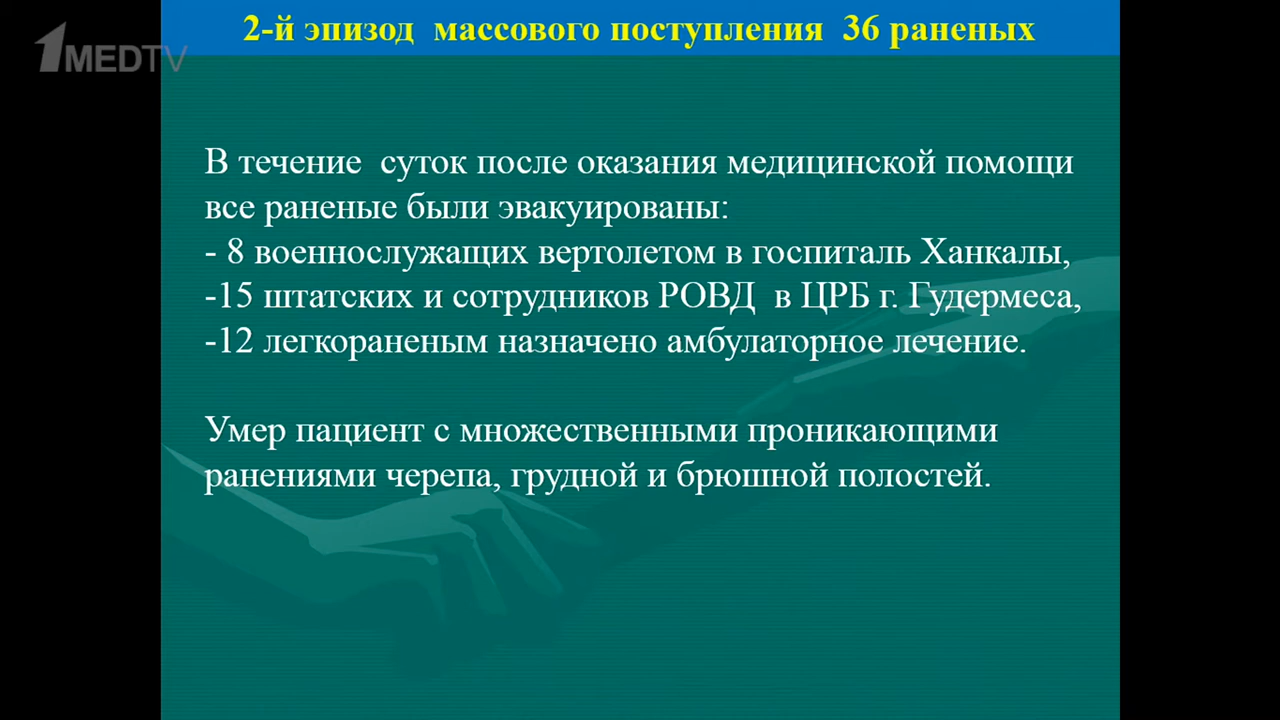 2-й эпизод массового поступления 36 раненых
1MEDTV
В течение суток после оказания медицинской помощи
все раненые были эвакуированы:
- 8 военнослужащих вертолетом в госпиталь Ханкалы,
-15 штатских и сотрудников РОВД в ЦРБ г. Гудермеса,
-12 легкораненым назначено амбулаторное лечение.
Умер пациент с множественными проникающими
ранениями черепа, грудной и брюшной полостей.